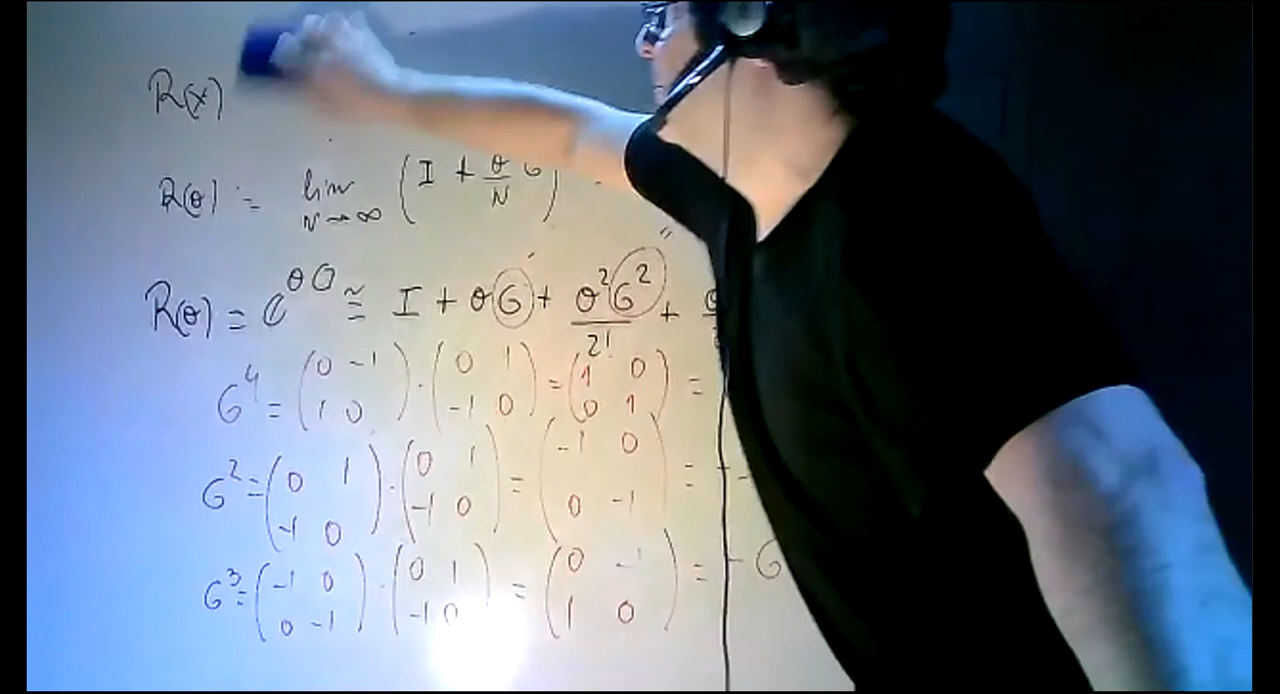 R(x)
R(θ) = lim N→∞ (I + θ/N G)
R(θ) = e^θG ≅ I + θG + θ²G²/2! +
G⁴ = (0 -1 1 0) · (0 1 -1 0) = (1 0 0 1) =
G² = (0 1 -1 0) · (0 1 -1 0) = (-1 0 0 -1) = -
G³ = (-1 0 0 -1) · (0 1 -1 0) = (0 -1 1 0) = -G